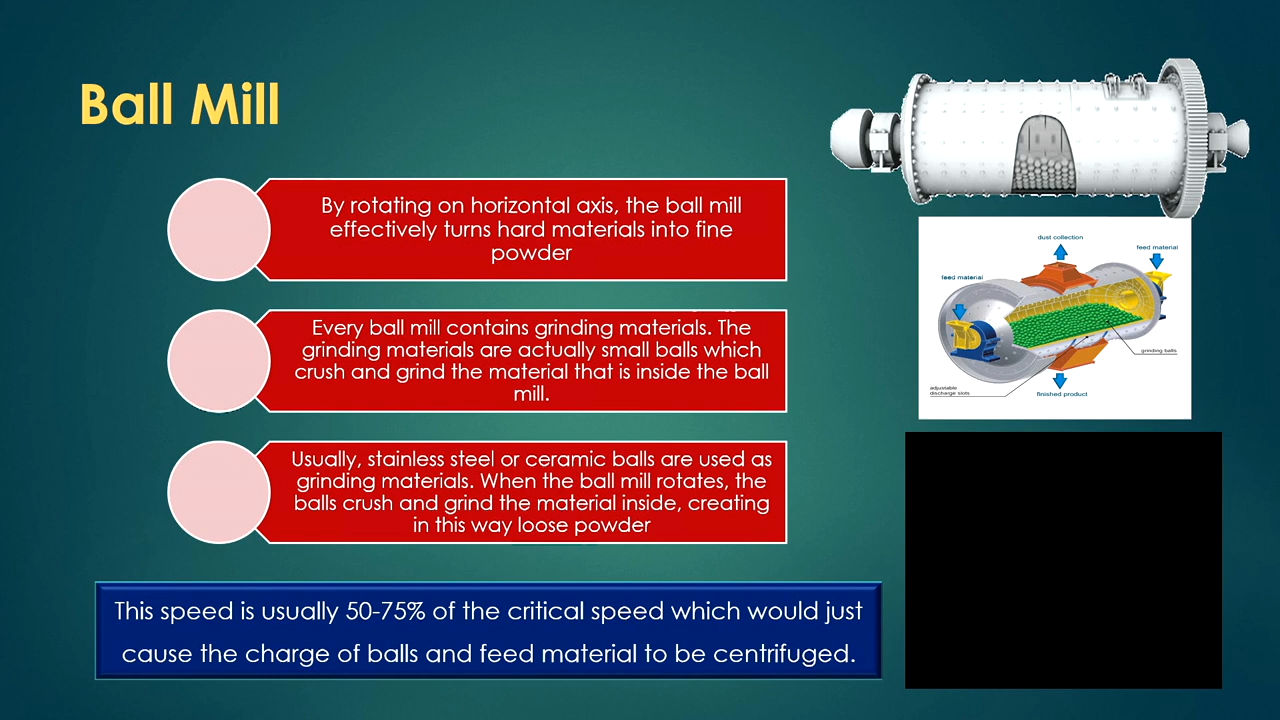 Ball Mill
By rotating on horizontal axis, the ball mill
effectively turns hard materials into fine
powder
Every ball mill contains grinding materials. The
grinding materials are actually small balls which
crush and grind the material that is inside the ball
mill.
Usually, stainless steel or ceramic balls are used as
grinding materials. When the ball mill rotates, the
balls crush and grind the material inside, creating
in this way loose powder
This speed is usually 50-75% of the critical speed which would just
cause the charge of balls and feed material to be centrifuged.
dust collection
feed material
feed material
grinding balls
adjustable
discharge slots
finished product